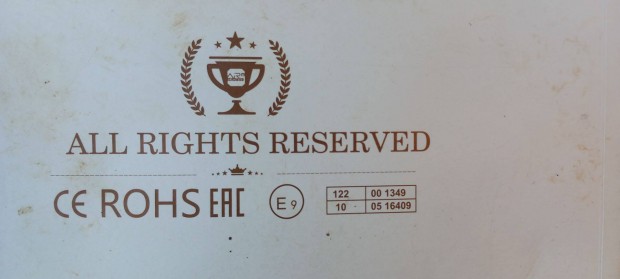 ALL RIGHTS RESERVED
CE ROHS EAC E9
122 00 1349
10 05 16409